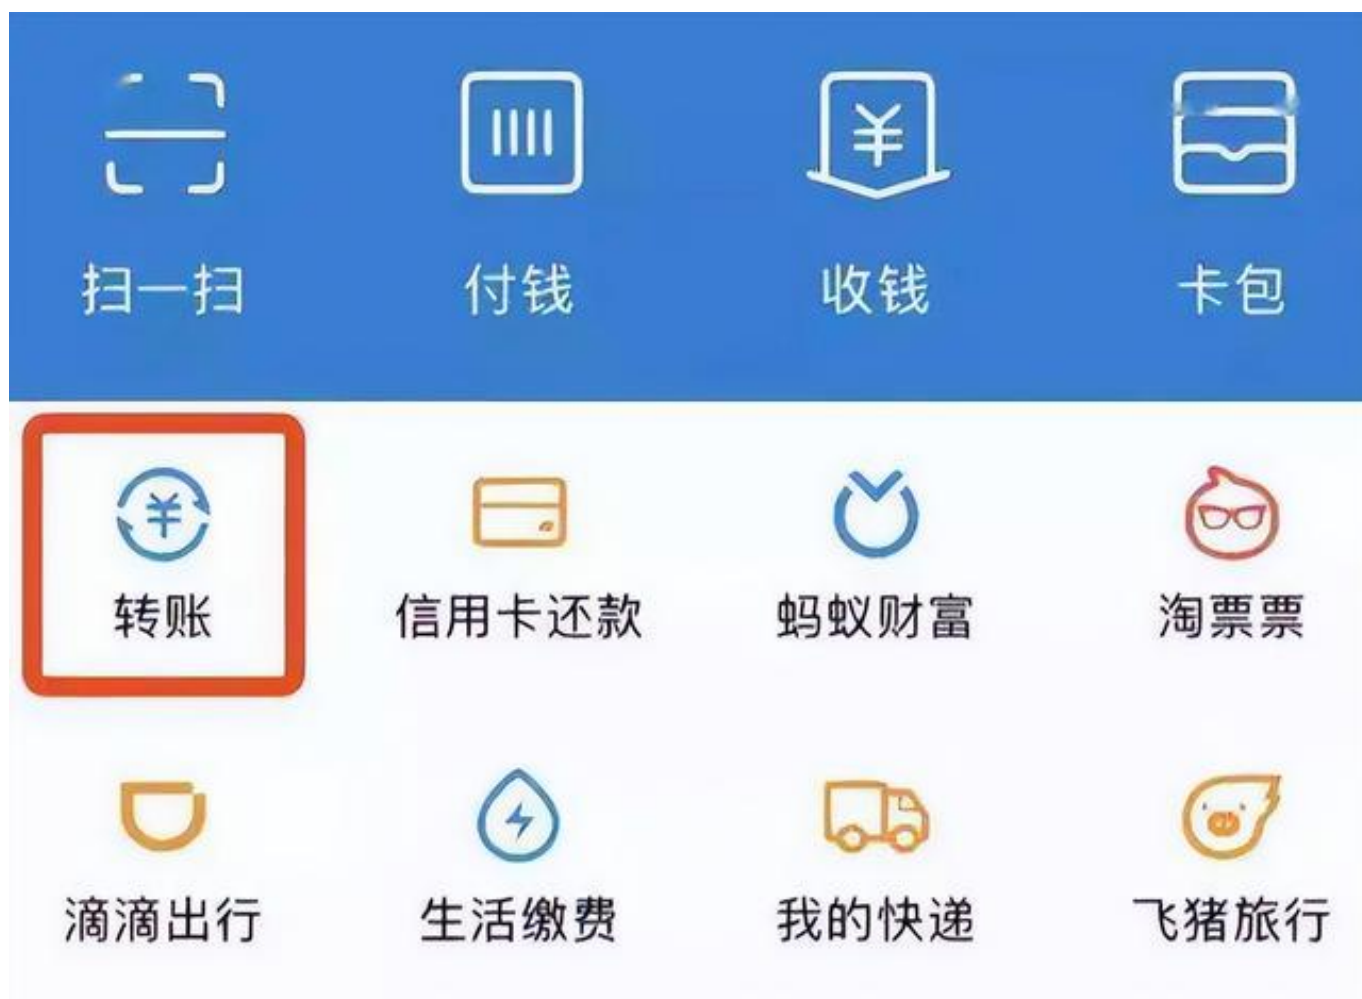 扫一扫 付钱 收钱 卡包
转账 信用卡还款 蚂蚁财富 淘票票
滴滴出行 生活缴费 我的快递 飞猪旅行